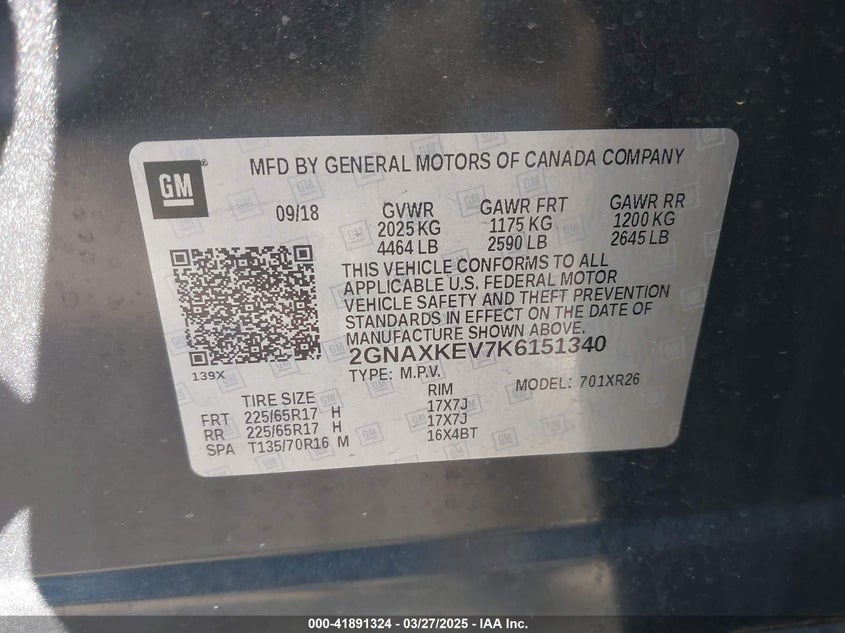 GM ®
MFD BY GENERAL MOTORS OF CANADA COMPANY
09/18 GVWR GAWR FRT GAWR RR
2025 KG 1175 KG 1200 KG
4464 LB 2590 LB 2645 LB
THIS VEHICLE CONFORMS TO ALL
APPLICABLE U.S. FEDERAL MOTOR
VEHICLE SAFETY AND THEFT PREVENTION
STANDARDS IN EFFECT ON THE DATE OF
MANUFACTURE SHOWN ABOVE.
2GNAXKEV7K6151340
139X
TYPE: M.P.V. MODEL: 701XR26
TIRE SIZE RIM
FRT 225/65R17 H 17X7J
RR 225/65R17 H 17X7J
SPA T135/70R16 M 16X4BT
000-41891324 - 03/27/2025 - IAA Inc.